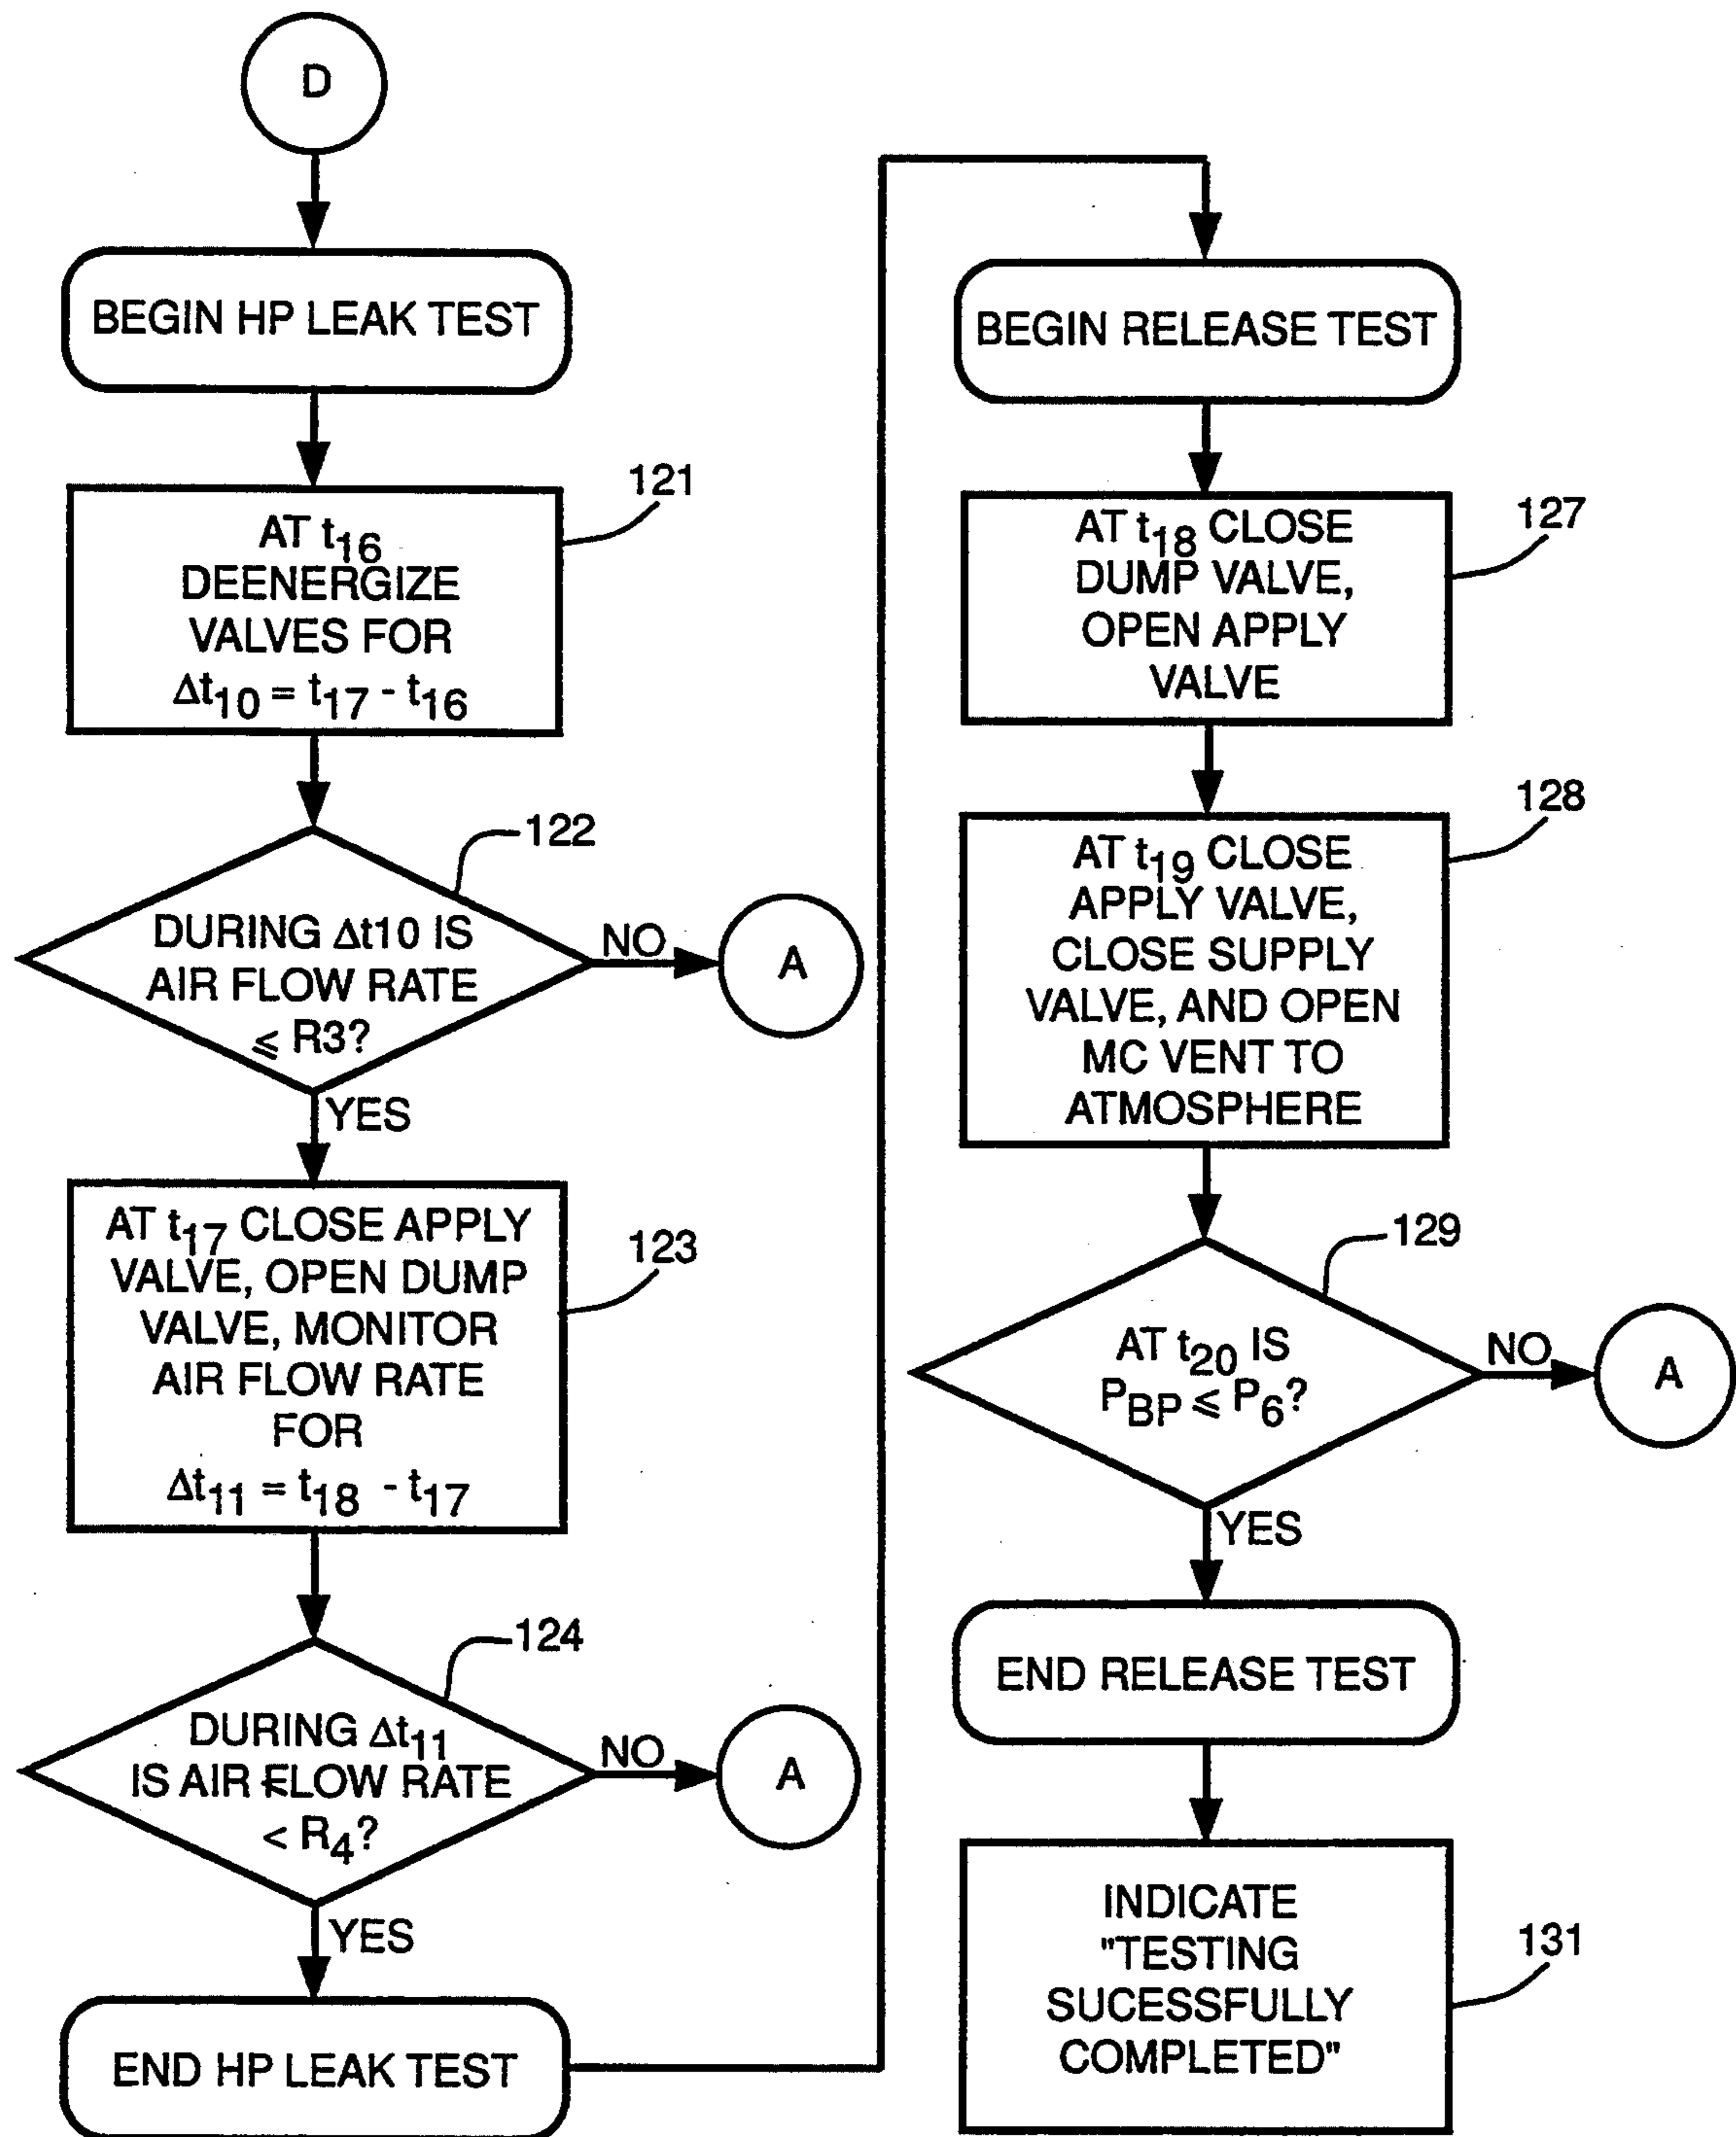 D
BEGIN HP LEAK TEST
121
AT t16
DEENERGIZE
VALVES FOR
Δt10 = t17 - t16
122
DURING Δt10 IS
AIR FLOW RATE
⩽ R3?
NO
A
YES
123
AT t17 CLOSE APPLY
VALVE, OPEN DUMP
VALVE, MONITOR
AIR FLOW RATE
FOR
Δt11 = t18 - t17
124
DURING Δt11
IS AIR FLOW RATE
< R4?
NO
A
YES
END HP LEAK TEST
BEGIN RELEASE TEST
127
AT t18 CLOSE
DUMP VALVE,
OPEN APPLY
VALVE
128
AT t19 CLOSE
APPLY VALVE,
CLOSE SUPPLY
VALVE, AND OPEN
MC VENT TO
ATMOSPHERE
129
AT t20 IS
PBP ⩽ P6?
NO
A
YES
END RELEASE TEST
131
INDICATE
"TESTING
SUCESSFULLY
COMPLETED"